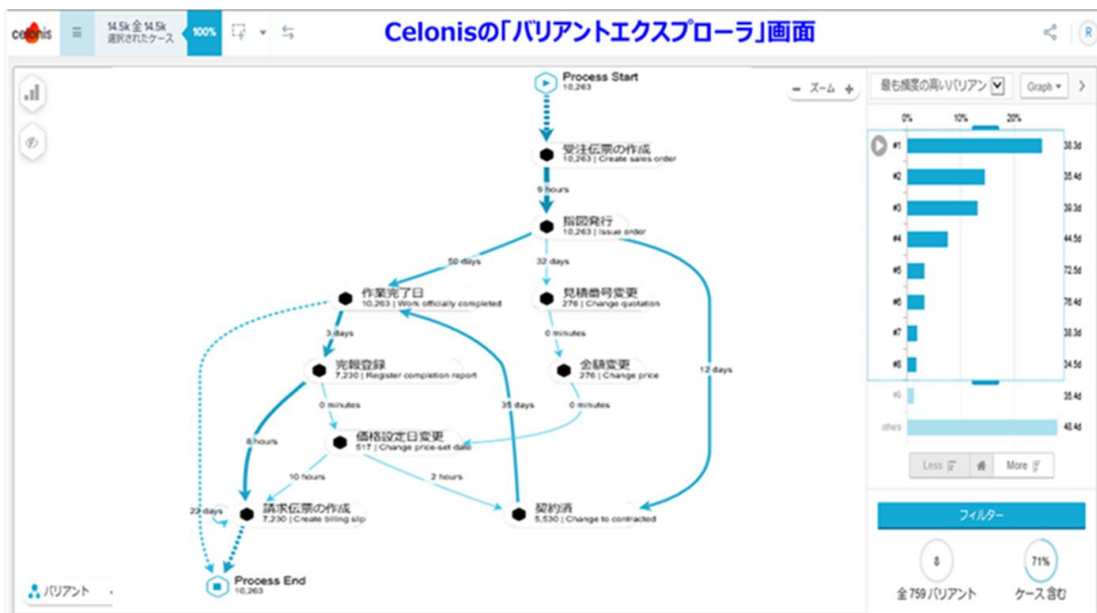 celonis
14.5k 全 14.5k
選択されたケース
100%
Celonisの「バリアントエクスプローラ」画面
R
Process Start
10,263
- ズーム +
最も頻度の高いバリアン
Graph
受注伝票の作成
10,263 | Create sales order
9 hours
指図発行
10,263 | Issue order
50 days
32 days
作業完了日
10,263 | Work officially completed
見積番号変更
276 | Change quotation
3 days
0 minutes
完報登録
7,230 | Register completion report
金額変更
276 | Change price
12 days
0 minutes
35 days
0 minutes
価格設定日変更
517 | Change price-set date
8 hours
10 hours
2 hours
22 days
請求伝票の作成
7,230 | Create billing slip
契約済
5,530 | Change to contracted
Process End
10,263
バリアント
0%
10%
20%
#1
38.3d
#2
35.4d
#3
39.3d
#4
44.5d
#5
72.5d
#6
76.4d
#7
38.3d
#8
34.5d
#9
35.4d
others
48.4d
Less
More
フィルター
8
71%
全 759 バリアント
ケース 含む